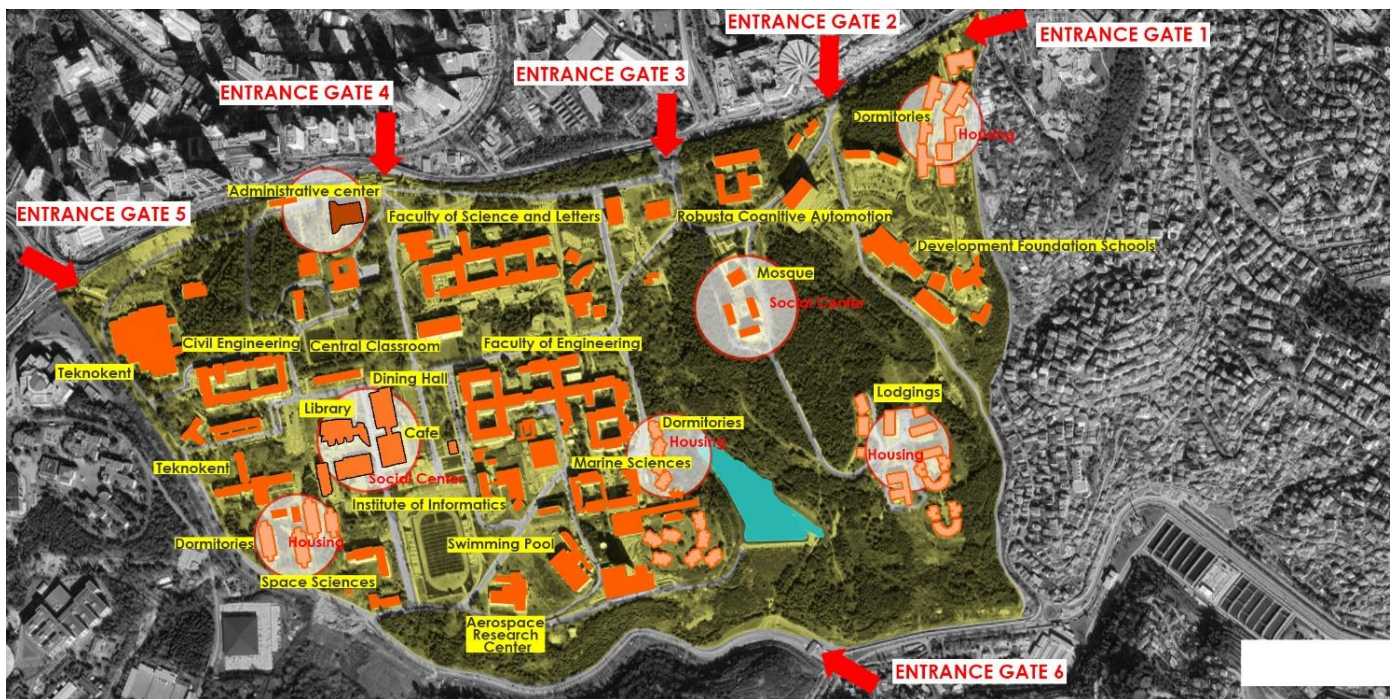 ENTRANCE GATE 2
ENTRANCE GATE 1
ENTRANCE GATE 3
ENTRANCE GATE 4
Dormitories
Housing
Administrative center
ENTRANCE GATE 5
Faculty of Science and Letters
Robusta Cognitive Automotion
Development Foundation Schools
Mosque
Social Center
Civil Engineering
Central Classroom
Faculty of Engineering
Teknokent
Dining Hall
Library
Cafe
Lodgings
Dormitories
Housing
Housing
Marine Sciences
Teknokent
Social Center
Institute of Informatics
Dormitories
Housing
Swimming Pool
Space Sciences
Aerospace
Research
Center
ENTRANCE GATE 6